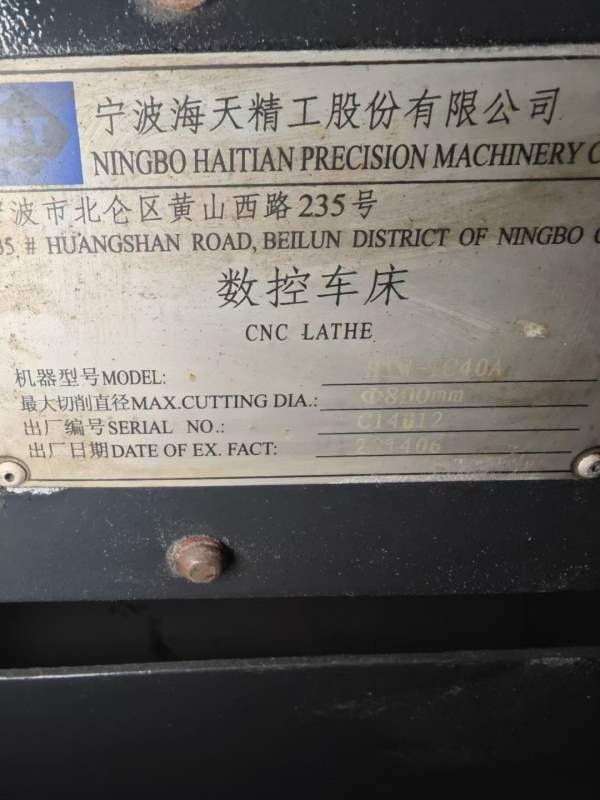 宁波海天精工股份有限公司
NINGBO HAITIAN PRECISION MACHINERY
波市北仑区黄山西路235号
# HUANGSHAN ROAD, BEILUN DISTRICT OF NINGBO
数控车床
CNC LATHE
机器型号MODEL:
最大切削直径MAX.CUTTING DIA.: Φ800mm
出厂编号SERIAL NO.: C14012
出厂日期DATE OF EX. FACT: 201406